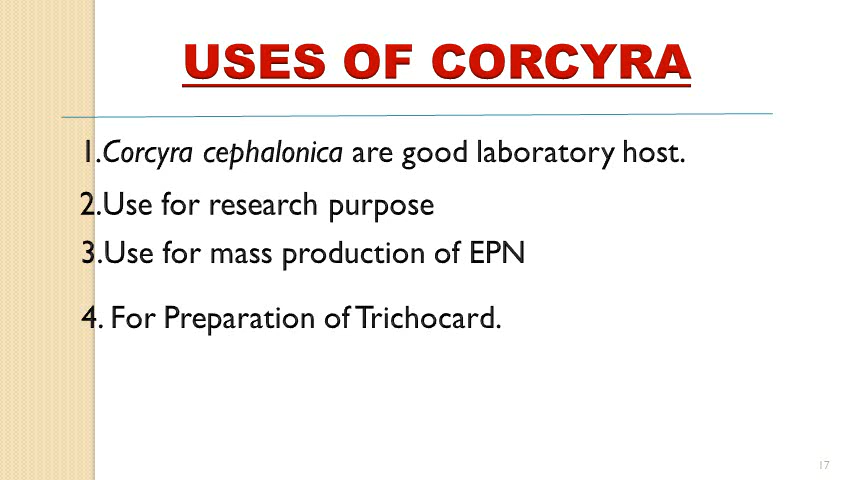 USES OF CORCYRA
1.Corcyra cephalonica are good laboratory host.
2.Use for research purpose
3.Use for mass production of EPN
4. For Preparation of Trichocard.
17